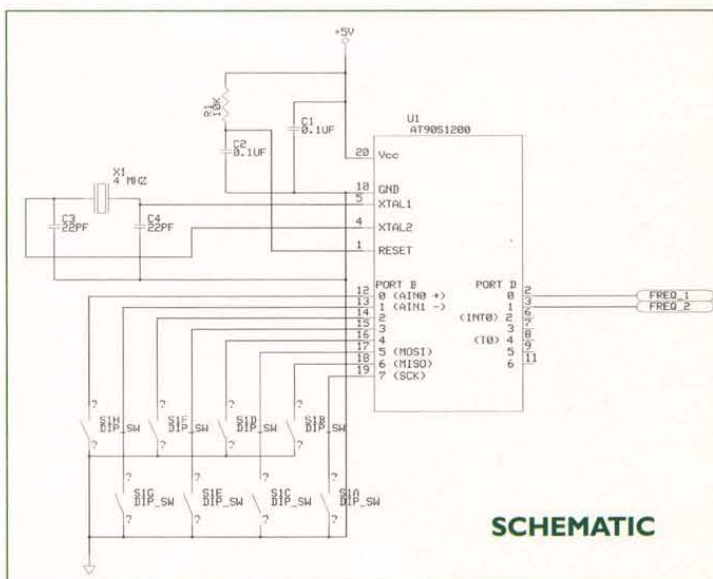 +5V
R1
10K
C1
0.1UF
C2
0.1UF
U1
AT90S1200
20 Vcc
X1
4 MHZ
10 GND
5 XTAL1
C3
22PF
C4
22PF
4 XTAL2
1 RESET
PORT B PORT D
12 0 (AIN0 +) 0 2 FREQ_1
13 1 (AIN1 -) 1 3 FREQ_2
14 2 (INT0) 2 6
15 3 3 7
16 4 (T0) 4 8
17 5 (MOSI) 5 9
18 6 (MISO) 6 11
19 7 (SCK)
? ? ? ?
S1H S1F S1D S1B
DIP_SW DIP_SW DIP_SW DIP_SW
? ? ? ?
? ? ? ?
S1G S1E S1C S1A
DIP_SW DIP_SW DIP_SW DIP_SW
? ? ? ?
SCHEMATIC